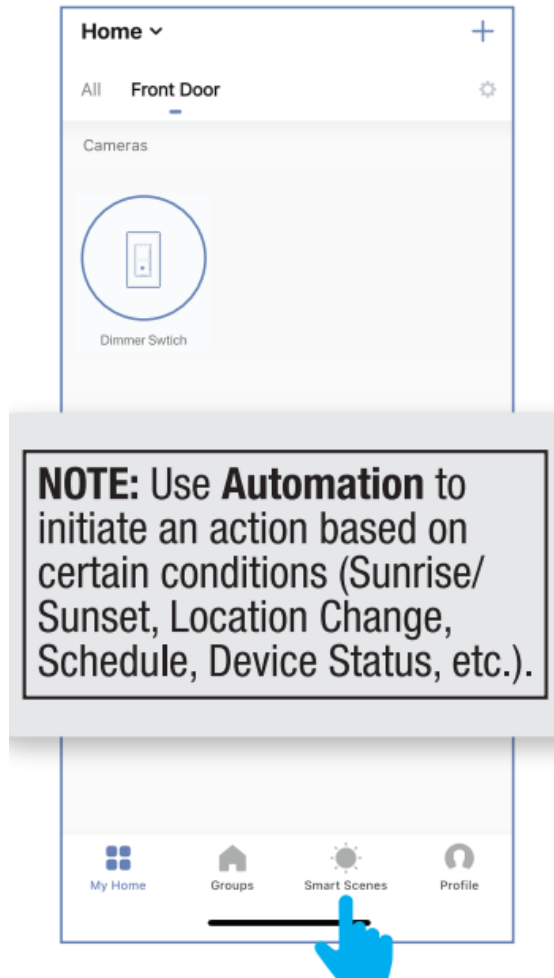 Home
All Front Door
Cameras
Dimmer Swtich
NOTE: Use Automation to
initiate an action based on
certain conditions (Sunrise/
Sunset, Location Change,
Schedule, Device Status, etc.).
My Home Groups Smart Scenes Profile